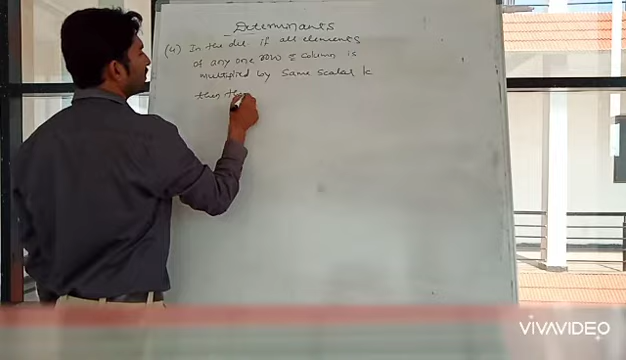 Determinants
(4) In the det if all elements
of any one row & column is
multiplied by same scalar k
then the
VIVAVIDEO